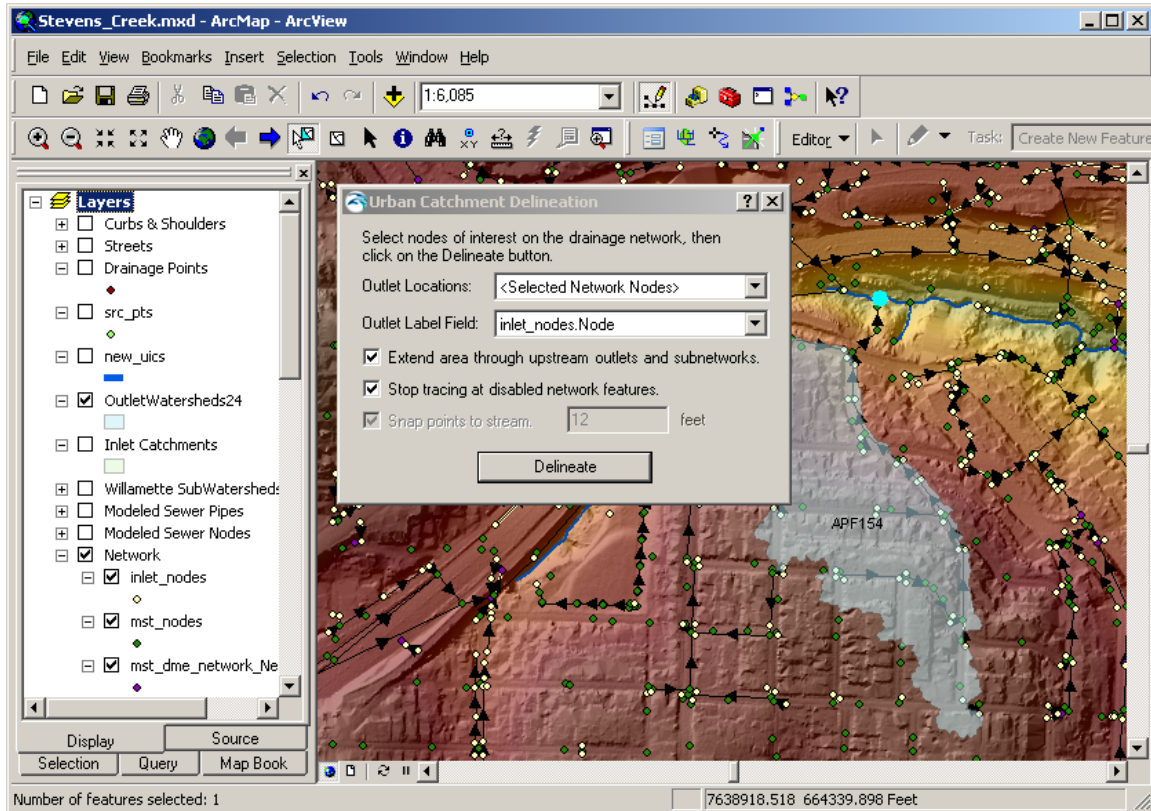 Stevens_Creek.mxd - ArcMap - ArcView
File Edit View Bookmarks Insert Selection Tools Window Help
1:6,085
Editor Task: Create New Feature
Layers
Curbs & Shoulders
Streets
Drainage Points
src_pts
new_uics
OutletWatersheds24
Inlet Catchments
Willamette SubWatersheds
Modeled Sewer Pipes
Modeled Sewer Nodes
Network
inlet_nodes
mst_nodes
mst_dme_network_Ne
Display Source
Selection Query Map Book
Urban Catchment Delineation
Select nodes of interest on the drainage network, then
click on the Delineate button.
Outlet Locations: <Selected Network Nodes>
Outlet Label Field: inlet_nodes.Node
Extend area through upstream outlets and subnetworks.
Stop tracing at disabled network features.
Snap points to stream. 12 feet
Delineate
APF154
Number of features selected: 1
7638918.518 664339.898 Feet